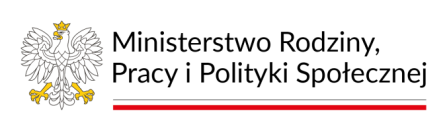 Ministerstwo Rodziny,
Pracy i Polityki Społecznej